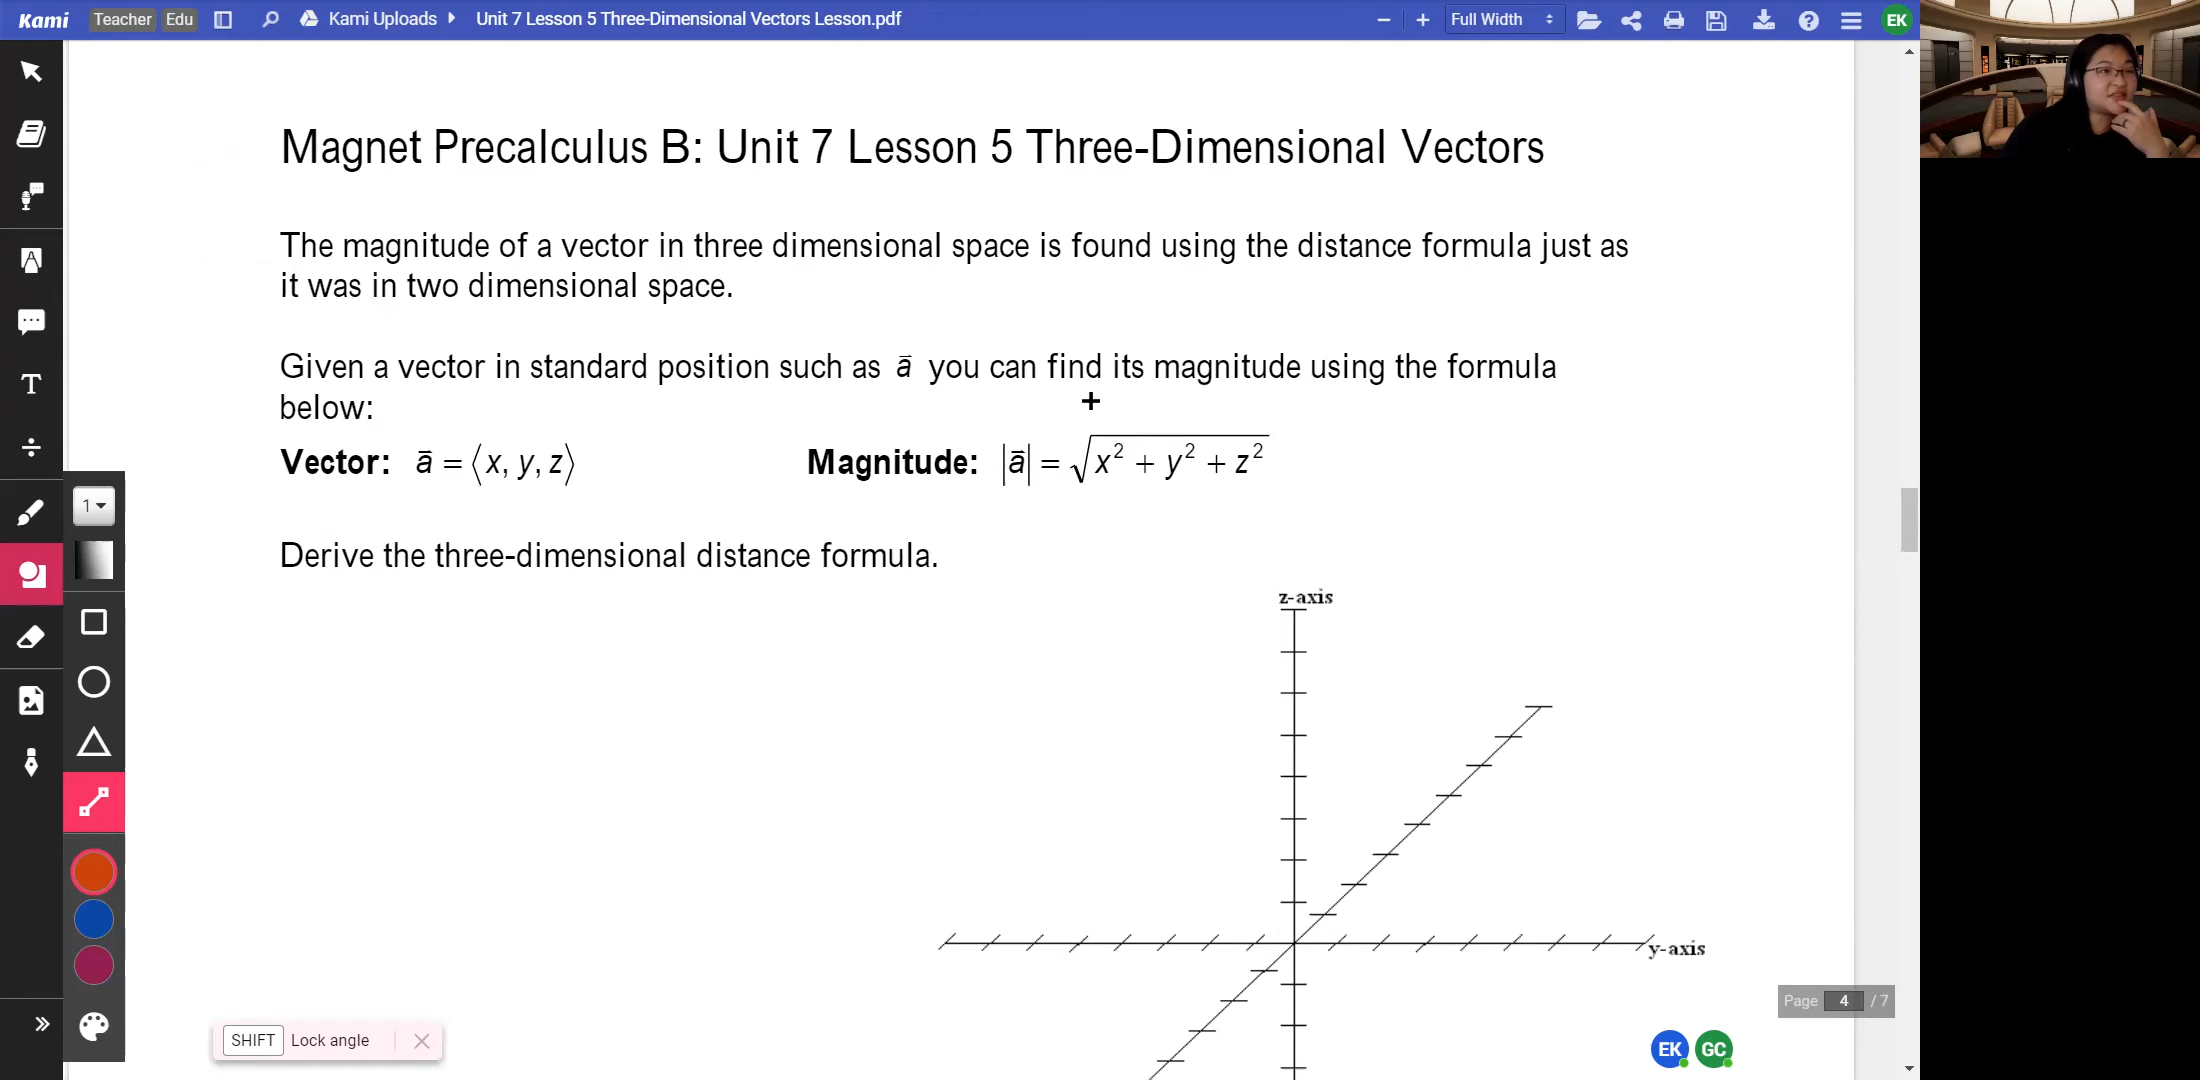 Kami Teacher Edu Kami Uploads Unit 7 Lesson 5 Three-Dimensional Vectors Lesson.pdf Full Width EK
Magnet Precalculus B: Unit 7 Lesson 5 Three-Dimensional Vectors
The magnitude of a vector in three dimensional space is found using the distance formula just as
it was in two dimensional space.
Given a vector in standard position such as a⃗ you can find its magnitude using the formula
below:
Vector: a⃗ = ⟨x, y, z⟩ Magnitude: |a⃗| = √(x² + y² + z²)
1
Derive the three-dimensional distance formula.
z-axis
y-axis
Page 4 / 7
SHIFT Lock angle
EK GC